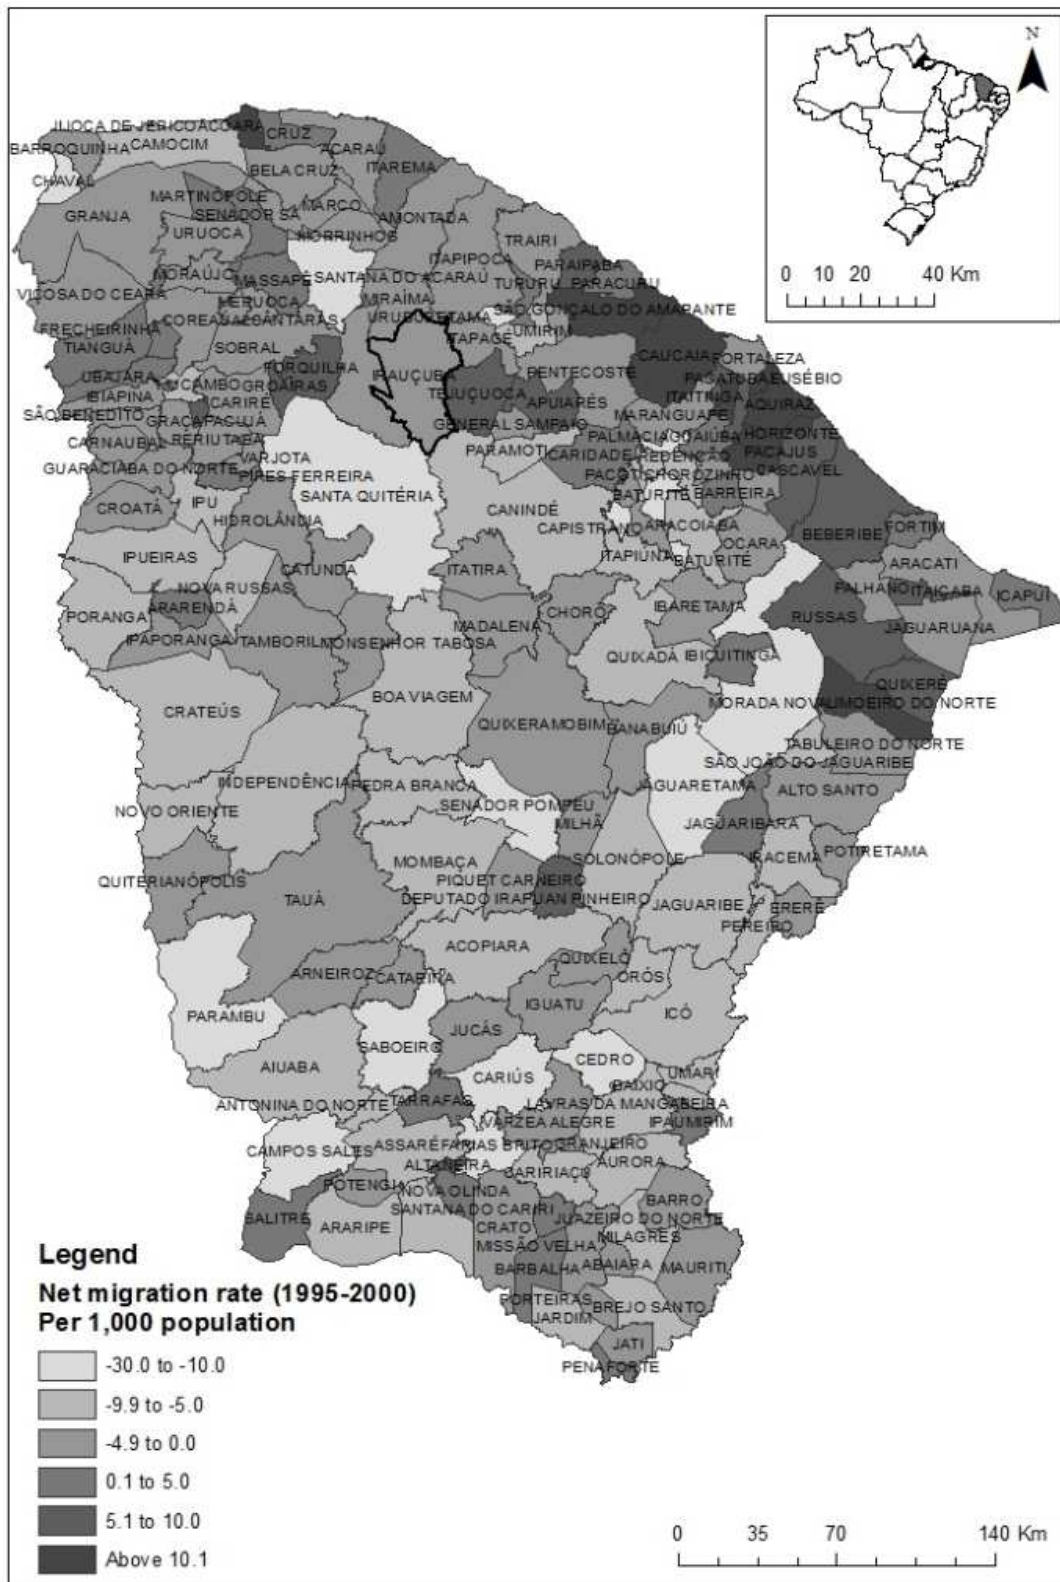 N
0 10 20 40 Km
JIJOCA DE JERICOACOARA
CRUZ
BARROQUINHA
CAMOCIM
ACARAÚ
CHAVAL
BELA CRUZ
ITAREMA
MARTINÓPOLE
GRANJA
SENADOR SÁ
MARCO
AMONTADA
URUOCA
MORRINHOS
TRAIRI
ITAPIPOCA
MORAÚJO
MASSAPÊ
SANTANA DO ACARAÚ
PARAIPABA
VIÇOSA DO CEARÁ
MERUOCA
MIRAÍMA
TURURU
PARACURU
COREAÚ
ALCÂNTARAS
URUBURETAMA
SÃO GONÇALO DO AMARANTE
FRECHEIRINHA
UMIRIM
TIANGUÁ
SOBRAL
ITAPAGÉ
CAUCAIA
FORTALEZA
FORQUILHA
IRAUÇUBA
PENTECOSTE
UBAJARA
MUCAMBO
GROAÍRAS
TEJUÇUOCA
PACATUBA
EUSÉBIO
IBIAPINA
CARIRÉ
APUIARÉS
ITAITINGA
AQUIRAZ
SÃO BENEDITO
GRAÇA
PACUJÁ
GENERAL SAMPAIO
MARANGUAPE
CARNAUBAL
RERIUTABA
PALMACIA
GUAIÚBA
HORIZONTE
PARAMOTI
CARIDADE
REDENÇÃO
PACAJUS
GUARACIABA DO NORTE
VARJOTA
PIRES FERREIRA
PACOTI
CHOROZINHO
CASCAVEL
SANTA QUITÉRIA
BATURITÉ
BARREIRA
CROATÁ
IPU
CANINDÉ
HIDROLÂNDIA
CAPISTRANO
ARACOIABA
BEBERIBE
FORTIM
IPUEIRAS
ITAPIÚNA
BATURITÉ
OCARA
ARACATI
CATUNDA
ITATIRA
NOVA RUSSAS
PALHANO
ITAIÇABA
ICAPUÍ
PORANGA
ARARENDÁ
CHORÓ
IBARETAMA
RUSSAS
IPAPORANGA
TAMBORIL
MONSENHOR TABOSA
MADALENA
JAGUARUANA
QUIXADÁ
IBICUITINGA
CRATEÚS
BOA VIAGEM
QUIXERÉ
QUIXERAMOBIM
BANABUIÚ
MORADA NOVA
LIMOEIRO DO NORTE
TABULEIRO DO NORTE
SÃO JOÃO DO JAGUARIBE
INDEPENDÊNCIA
PEDRA BRANCA
JAGUARETAMA
ALTO SANTO
NOVO ORIENTE
SENADOR POMPEU
MILHÃ
JAGUARIBARA
IRACEMA
POTIRETAMA
MOMBAÇA
SOLONÓPOLE
QUITERIANÓPOLIS
PIQUET CARNEIRO
TAUÁ
DEPUTADO IRAPUAN PINHEIRO
JAGUARIBE
ERERÊ
PEREIRO
ACOPIARA
QUIXELÔ
ARNEIROZ
CATARINA
ORÓS
IGUATU
PARAMBU
ICÓ
JUCÁS
SABOEIRO
CEDRO
AIUABA
CARIÚS
UMARI
BAIXIO
ANTONINA DO NORTE
TARRAFAS
LAVRAS DA MANGABEIRA
VÁRZEA ALEGRE
IPAUMIRIM
CAMPOS SALES
ASSARÉ
FARIAS BRITO
GRANJEIRO
ALTANEIRA
AURORA
CARIRIAÇU
POTENGI
NOVA OLINDA
BARRO
SANTANA DO CARIRI
SALITRE
ARARIPE
CRATO
JUAZEIRO DO NORTE
MISSÃO VELHA
MILAGRES
BARBALHA
ABAIARA
MAURITI
PORTEIRAS
JARDIM
BREJO SANTO
JATI
PENAFORTE
Legend
Net migration rate (1995-2000)
Per 1,000 population
-30.0 to -10.0
-9.9 to -5.0
-4.9 to 0.0
0.1 to 5.0
5.1 to 10.0
Above 10.1
0 35 70 140 Km